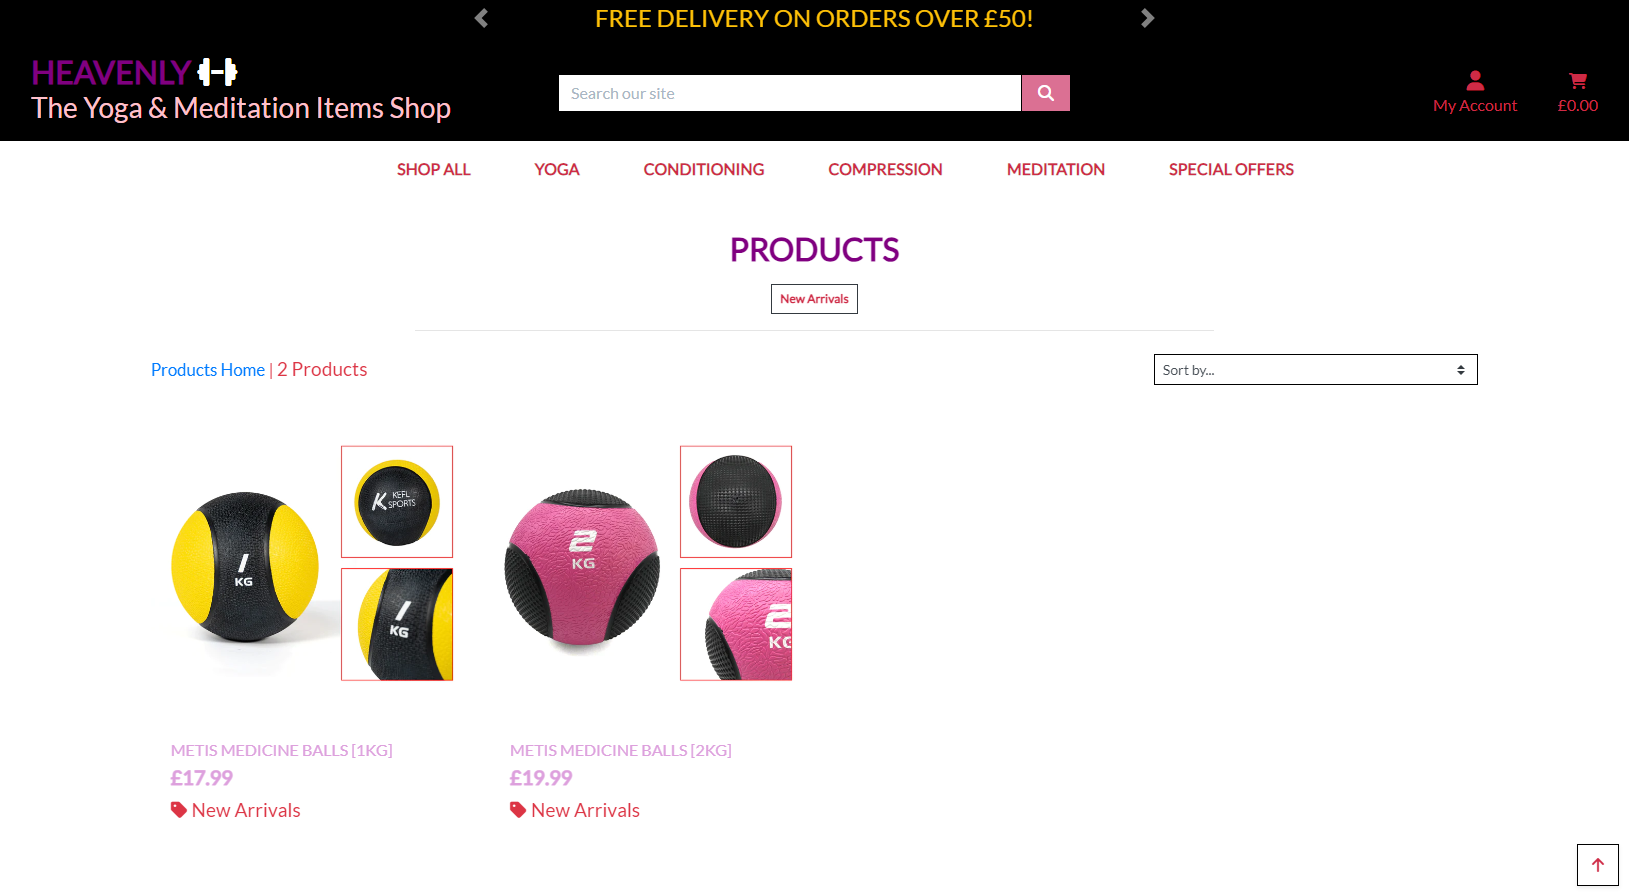 FREE DELIVERY ON ORDERS OVER £50!
HEAVENLY
The Yoga & Meditation Items Shop
Search our site
My Account
£0.00
SHOP ALL
YOGA
CONDITIONING
COMPRESSION
MEDITATION
SPECIAL OFFERS
PRODUCTS
New Arrivals
Products Home | 2 Products
Sort by...
1
KG
K KEFL
SPORTS
1
KG
2
KG
2
KG
METIS MEDICINE BALLS [1KG]
£17.99
New Arrivals
METIS MEDICINE BALLS [2KG]
£19.99
New Arrivals